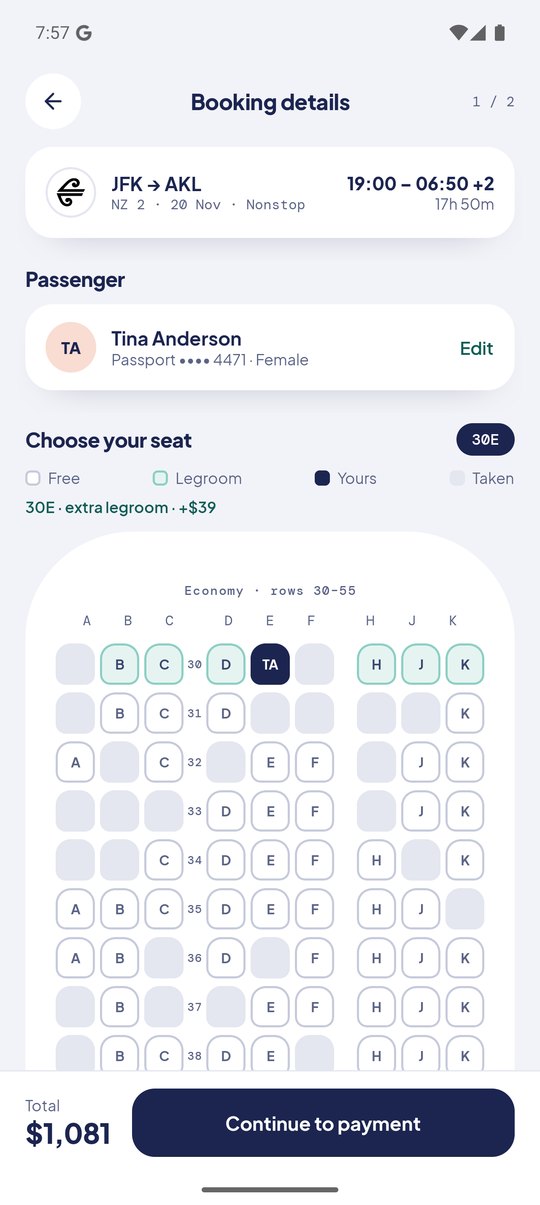 7:57 G
Booking details
1 / 2
JFK → AKL
19:00 – 06:50 +2
NZ 2 · 20 Nov · Nonstop
17h 50m
Passenger
TA
Tina Anderson
Passport •••• 4471 · Female
Edit
Choose your seat
30E
Free
Legroom
Yours
Taken
30E · extra legroom · +$39
Economy · rows 30–55
A B C D E F H J K
B C 30 D TA H J K
B C 31 D K
A C 32 E F J K
33 D E F J K
C 34 D E F H K
A B C 35 D E F H J
A B 36 D F H J K
B 37 E F H J K
B C 38 D E H J K
Total
$1,081
Continue to payment